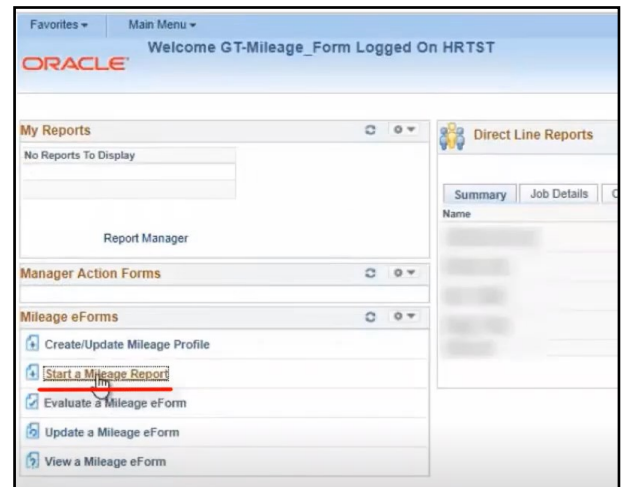 Favorites Main Menu
Welcome GT-Mileage_Form Logged On HRTST
ORACLE
My Reports
No Reports To Display
Report Manager
Manager Action Forms
Mileage eForms
Create/Update Mileage Profile
Start a Mileage Report
Evaluate a Mileage eForm
Update a Mileage eForm
View a Mileage eForm
Direct Line Reports
Summary Job Details
Name